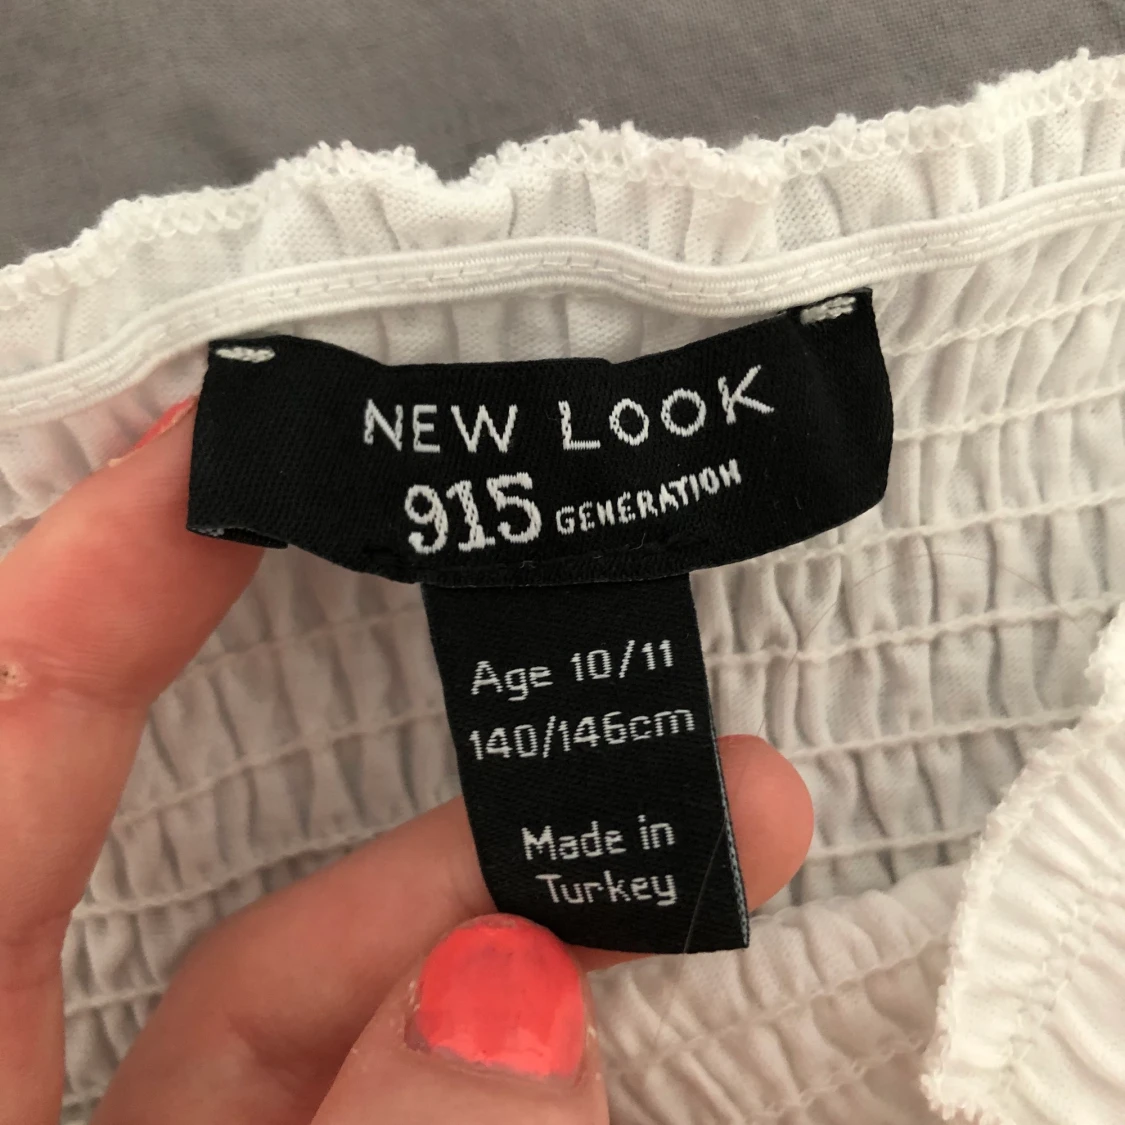 NEW LOOK
915 GENERATION
Age 10/11
140/146cm
Made in
Turkey